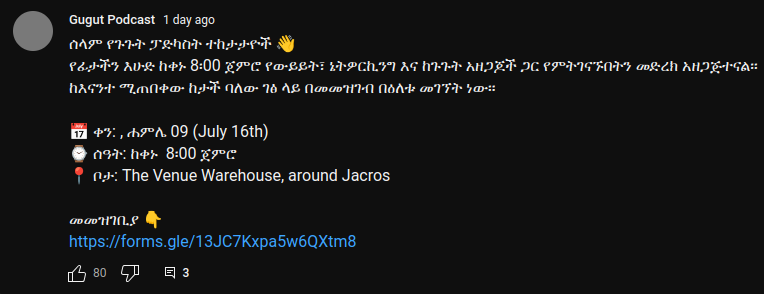 Gugut Podcast 1 day ago
ሰላም የጉጉት ፓድካስት ተከታታዮች 👋
የፊታችን እሁድ ከቀኑ 8፡00 ጀምሮ የውይይት፣ ኔትዎርኪንግ እና ከጉጉት አዘጋጆች ጋር የምትገናኙበትን መድረክ አዘጋጅተናል።
ከእናንተ ሚጠበቀው ከታች ባለው ገፅ ላይ በመመዝገብ በዕለቱ መገኘት ነው።
📅 ቀን: , ሐምሌ 09 (July 16th)
⌚ ሰዓት: ከቀኑ 8፡00 ጀምሮ
📍 ቦታ: The Venue Warehouse, around Jacros
መመዝገቢያ 👇
https://forms.gle/13JC7Kxpa5w6QXtm8
80 3